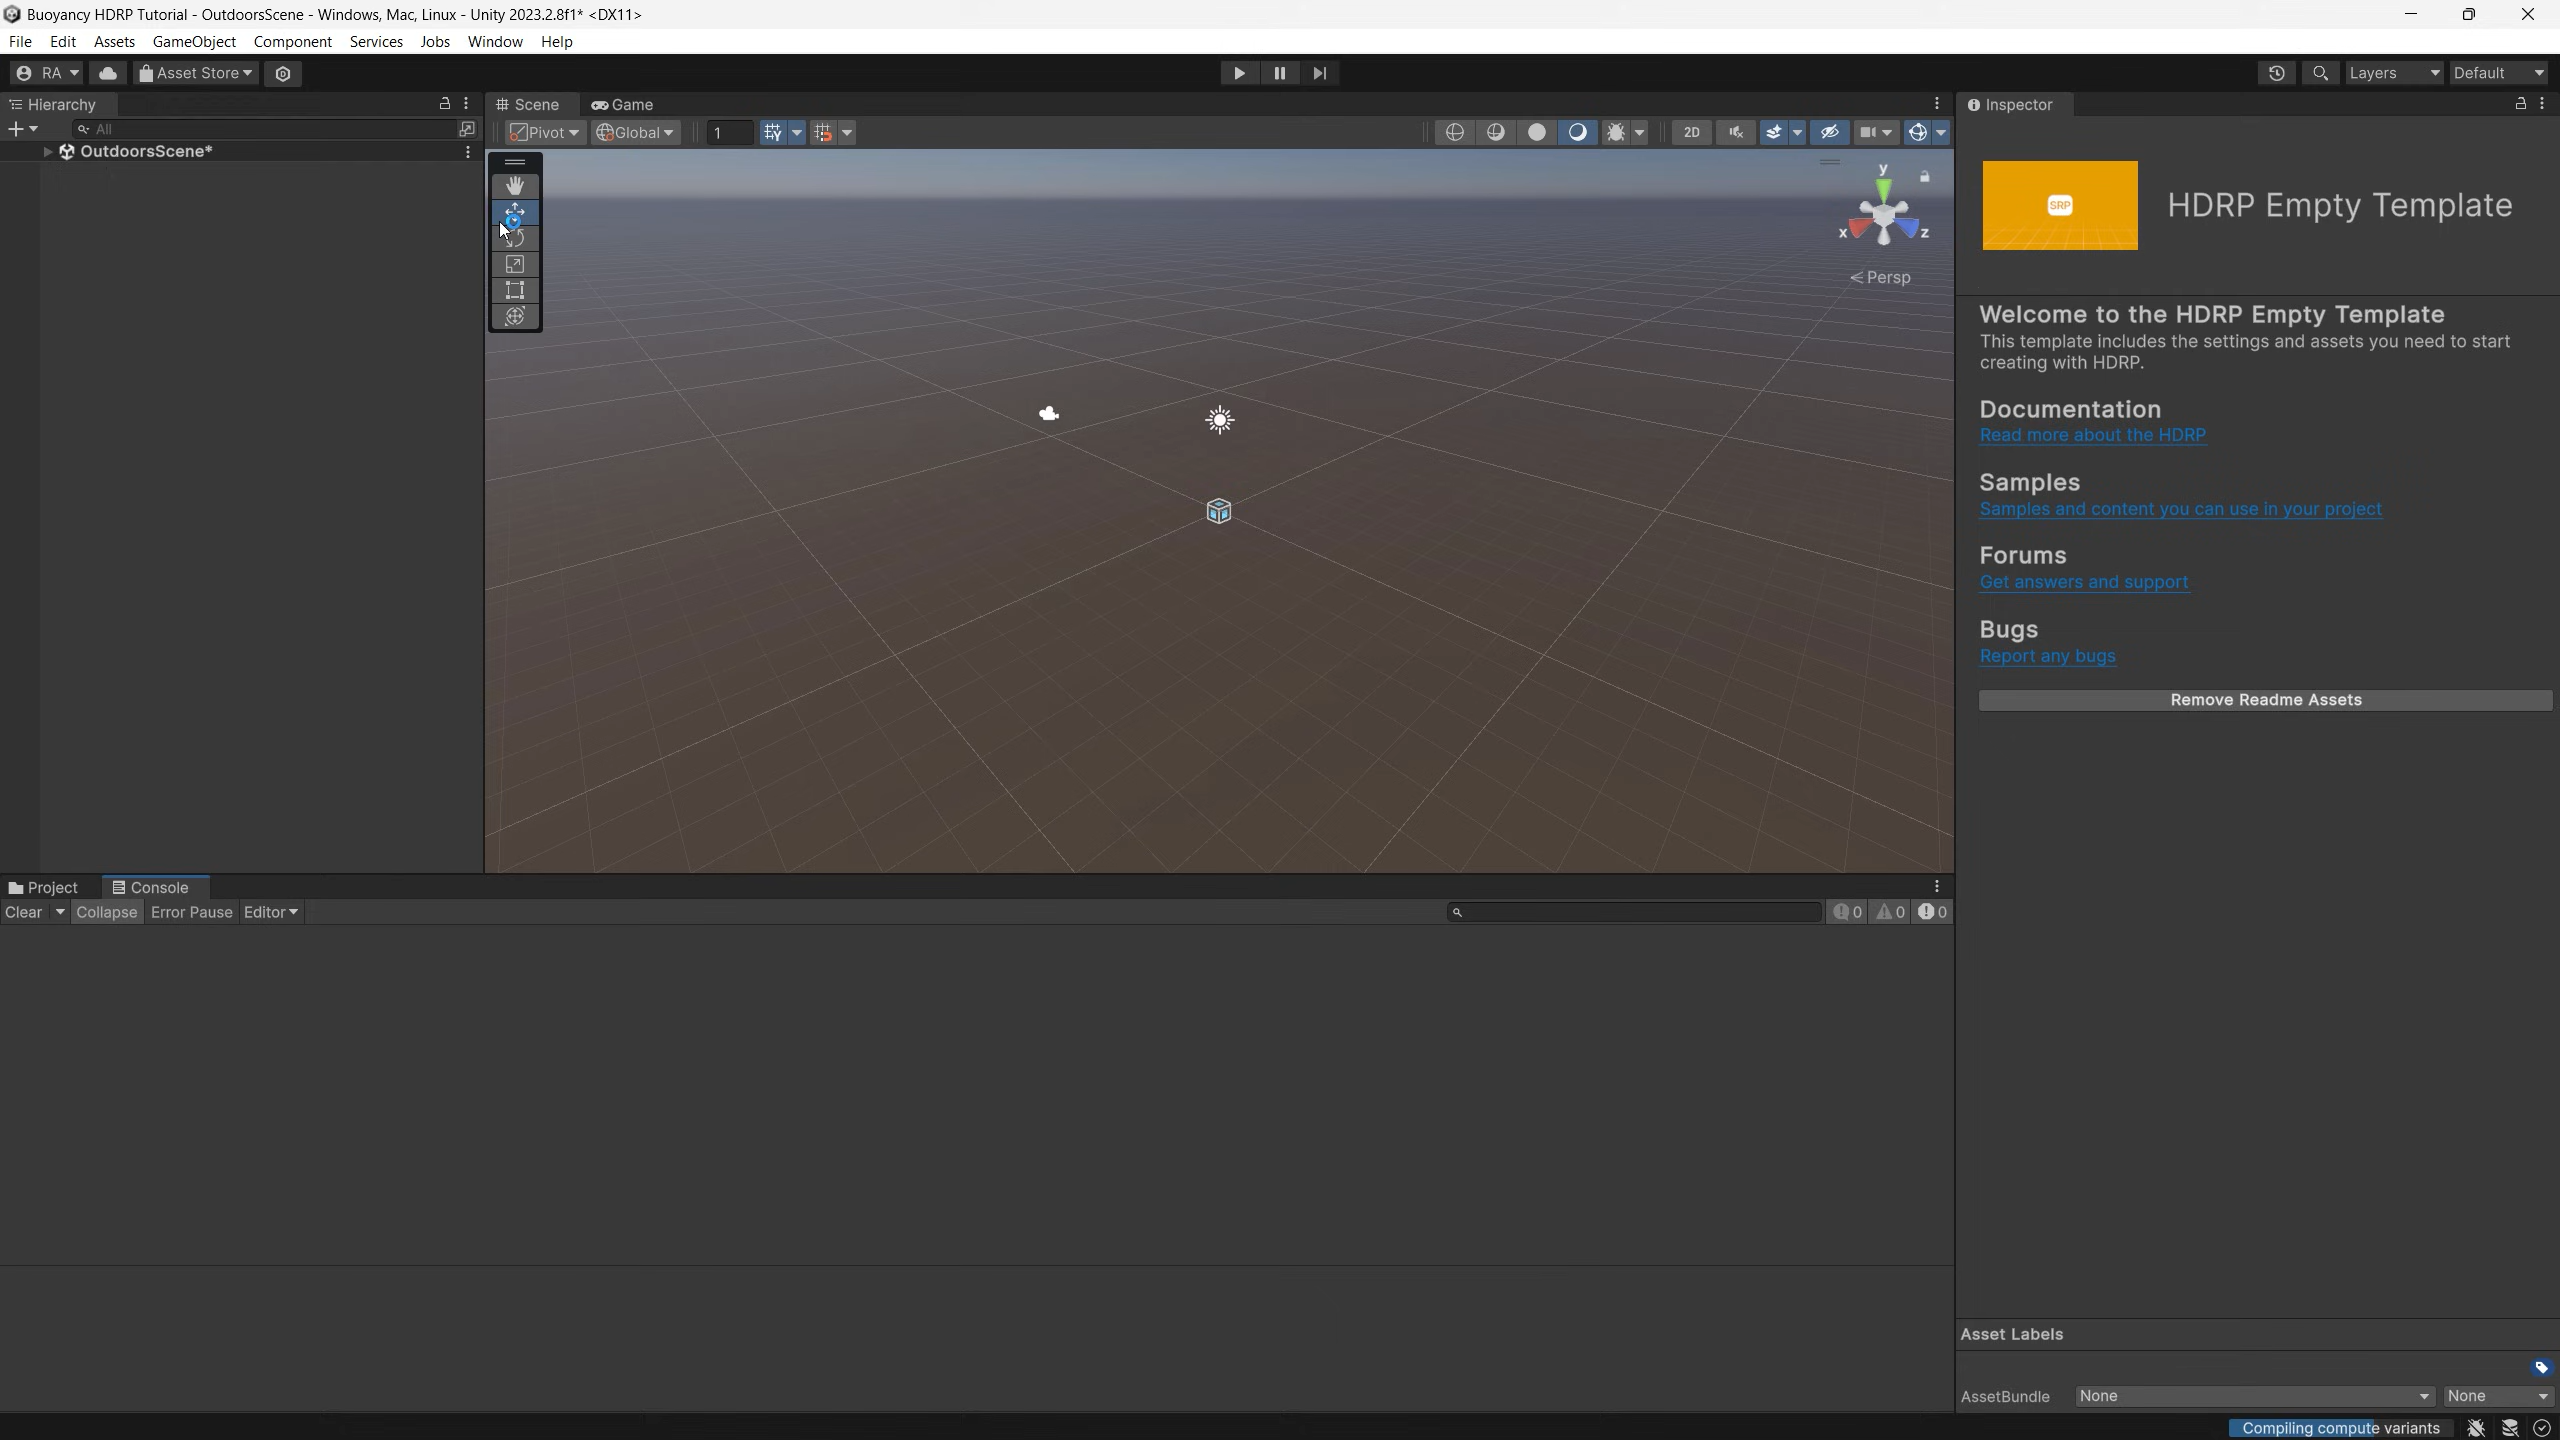 Buoyancy HDRP Tutorial - OutdoorsScene - Windows, Mac, Linux - Unity 2023.2.8f1* <DX11>
File Edit Assets GameObject Component Services Jobs Window Help
RA Asset Store Layers Default
Hierarchy
All
OutdoorsScene*
Scene Game
Pivot Global 1 2D
y
x z
Persp
Inspector
SRP
HDRP Empty Template
Welcome to the HDRP Empty Template
This template includes the settings and assets you need to start
creating with HDRP.
Documentation
Read more about the HDRP
Samples
Samples and content you can use in your project
Forums
Get answers and support
Bugs
Report any bugs
Remove Readme Assets
Project Console
Clear Collapse Error Pause Editor 0 0 0
Asset Labels
AssetBundle None None
Compiling compute variants